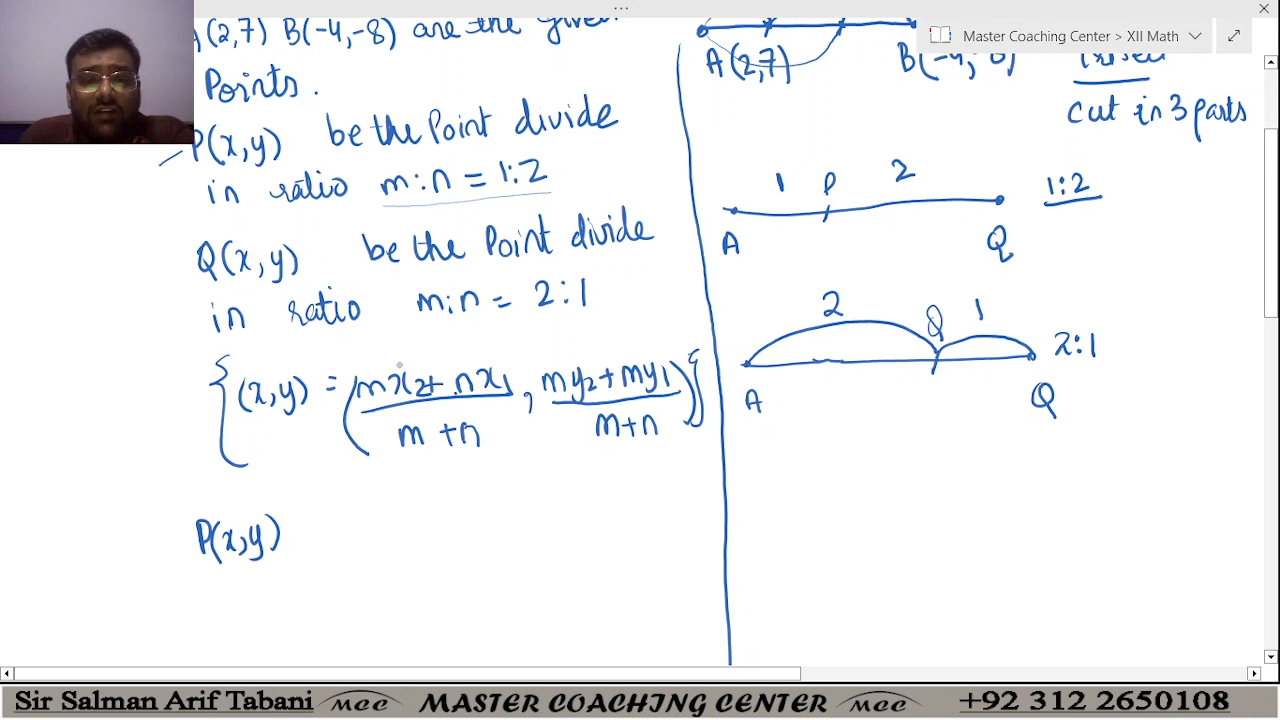 Master Coaching Center > XII Math
A(2,7) B(-4,-8) are the given
Points.
P(x,y) be the Point divide
in ratio m:n = 1:2
Q(x,y) be the Point divide
in ratio m:n = 2:1
{(x,y) = (mx2 + nx1 / m+n, my2+my1 / m+n)}
P(x,y)
A(2,7) B(-4,-8)
cut in 3 parts
1 P 2 1:2
A Q
2 Q 1 2:1
A Q
Sir Salman Arif Tabani mcc MASTER COACHING CENTER mcc +92 312 2650108